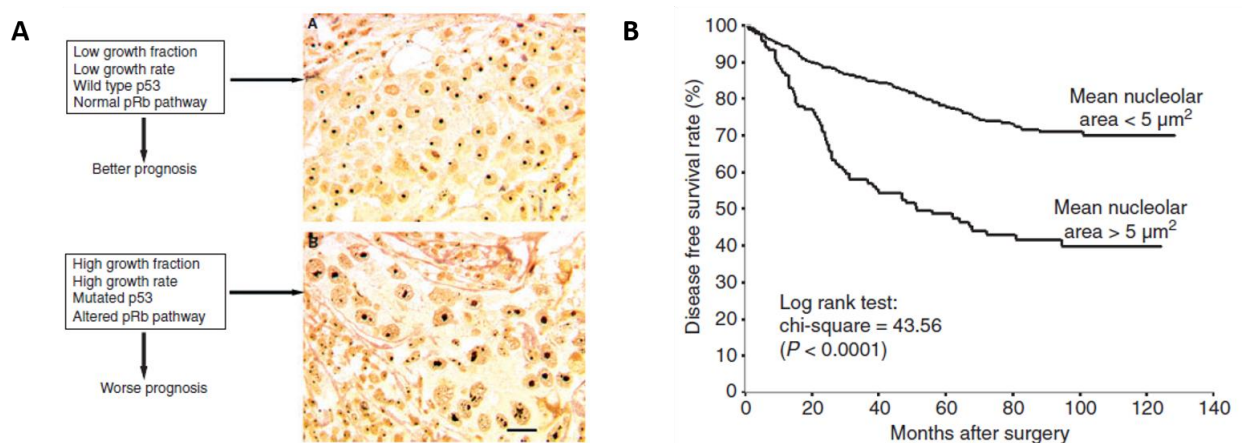 A
Low growth fraction
Low growth rate
Wild type p53
Normal pRb pathway
Better prognosis
A
High growth fraction
High growth rate
Mutated p53
Altered pRb pathway
Worse prognosis
B
B
Disease free survival rate (%)
100
90
80
70
60
50
40
30
20
10
0
Mean nucleolar
area < 5 µm²
Mean nucleolar
area > 5 µm²
Log rank test:
chi-square = 43.56
(P < 0.0001)
0 20 40 60 80 100 120 140
Months after surgery